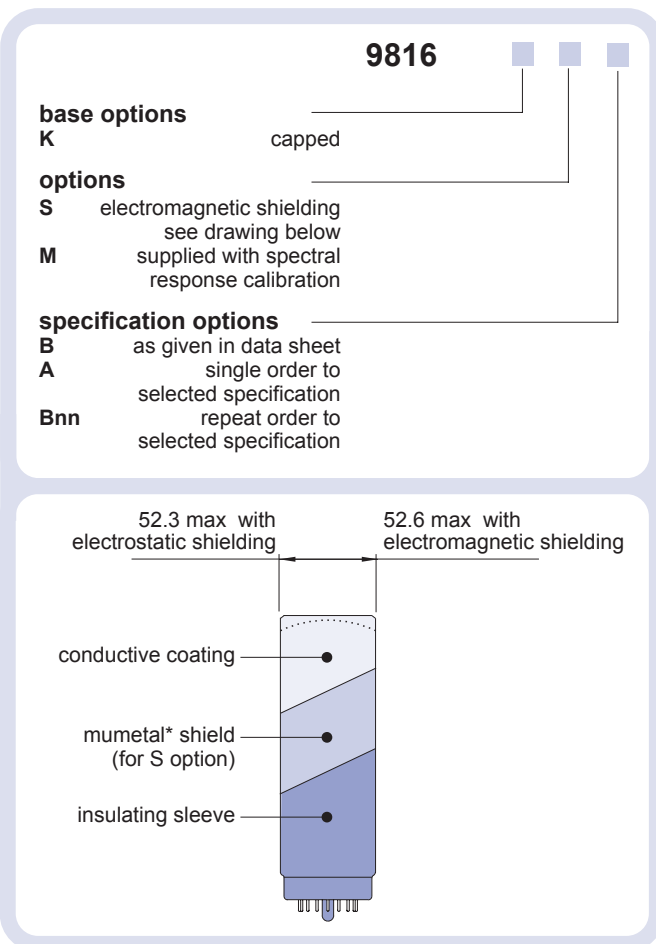 9816
base options
K capped
options
S electromagnetic shielding
see drawing below
M supplied with spectral
response calibration
specification options
B as given in data sheet
A single order to
selected specification
Bnn repeat order to
selected specification
52.3 max with
electrostatic shielding
52.6 max with
electromagnetic shielding
conductive coating
mumetal* shield
(for S option)
insulating sleeve